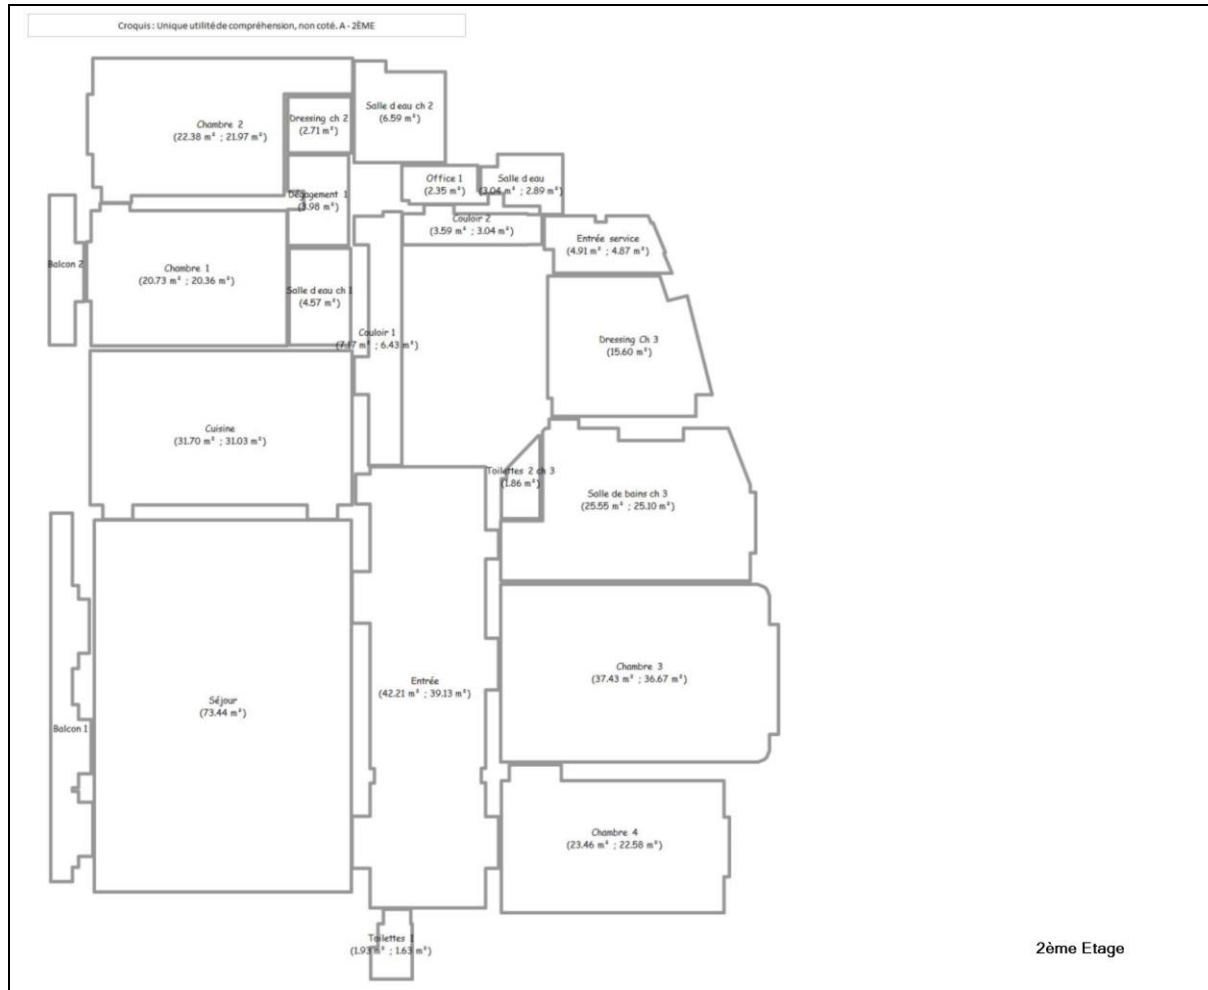 Croquis : Unique utilité de compréhension, non coté. A - 2ÈME
Chambre 2
(22.38 m² ; 21.97 m²)
Dressing ch 2
(2.71 m²)
Salle d eau ch 2
(6.59 m²)
Office 1
(2.35 m²)
Salle d eau
(3.04 m² ; 2.89 m²)
Dégagement 1
(3.98 m²)
Couloir 2
(3.59 m² ; 3.04 m²)
Entrée service
(4.91 m² ; 4.87 m²)
Balcon 2
Chambre 1
(20.73 m² ; 20.36 m²)
Salle d eau ch 1
(4.57 m²)
Couloir 1
(7.17 m² ; 6.43 m²)
Dressing Ch 3
(15.60 m²)
Cuisine
(31.70 m² ; 31.03 m²)
Toilettes 2 ch 3
(1.86 m²)
Salle de bains ch 3
(25.55 m² ; 25.10 m²)
Chambre 3
(37.43 m² ; 36.67 m²)
Entrée
(42.21 m² ; 39.13 m²)
Séjour
(73.44 m²)
Balcon 1
Chambre 4
(23.46 m² ; 22.58 m²)
Toilettes 1
(1.93 m² ; 1.63 m²)
2ème Etage